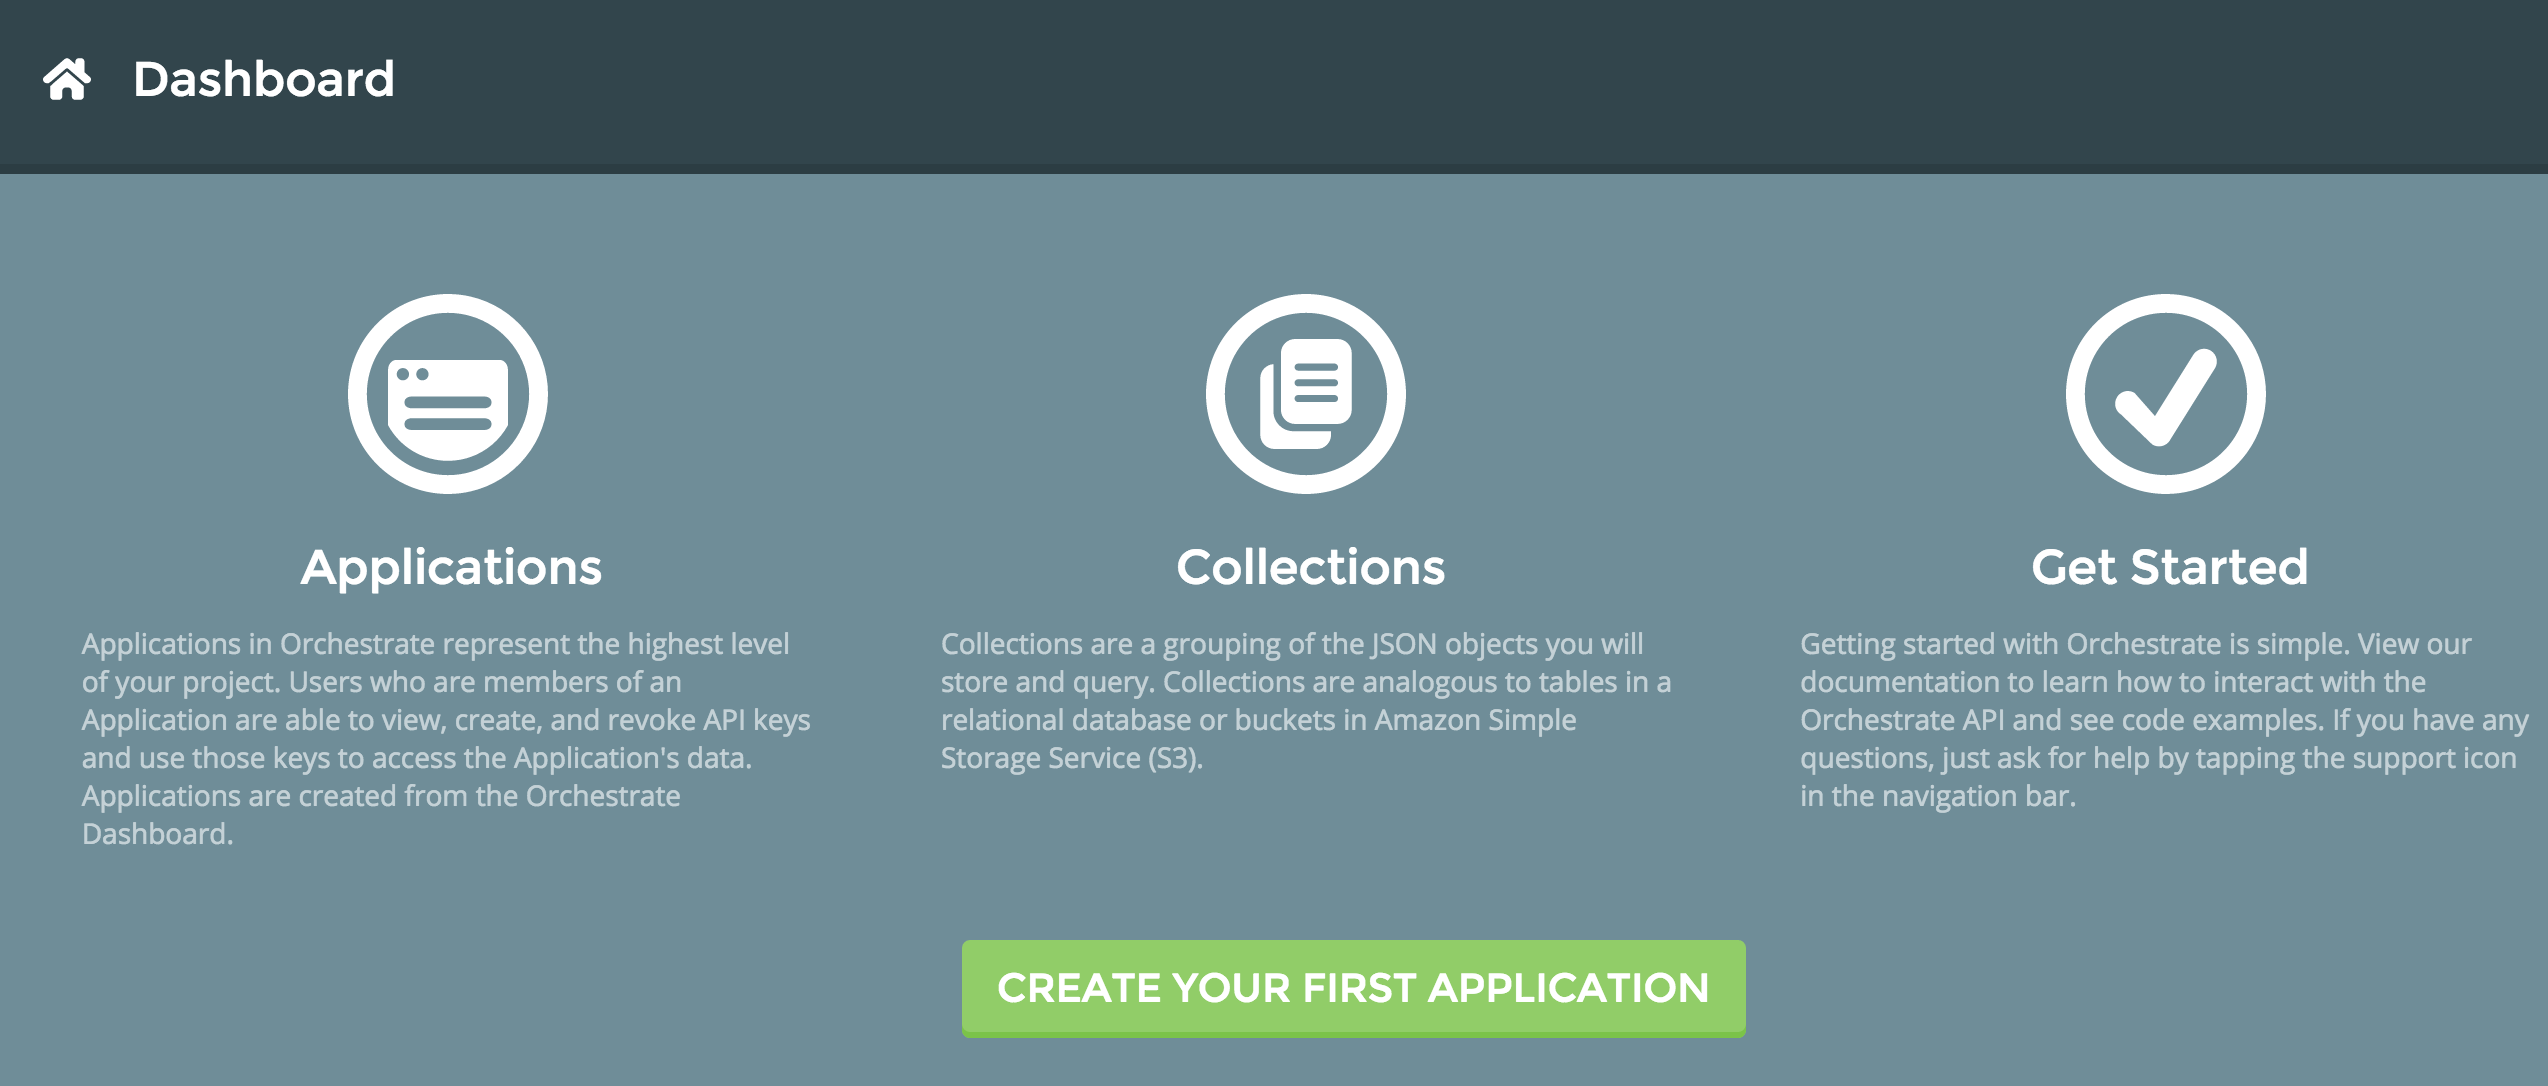 Dashboard
Applications
Applications in Orchestrate represent the highest level
of your project. Users who are members of an
Application are able to view, create, and revoke API keys
and use those keys to access the Application's data.
Applications are created from the Orchestrate
Dashboard.
Collections
Collections are a grouping of the JSON objects you will
store and query. Collections are analogous to tables in a
relational database or buckets in Amazon Simple
Storage Service (S3).
Get Started
Getting started with Orchestrate is simple. View our
documentation to learn how to interact with the
Orchestrate API and see code examples. If you have any
questions, just ask for help by tapping the support icon
in the navigation bar.
CREATE YOUR FIRST APPLICATION